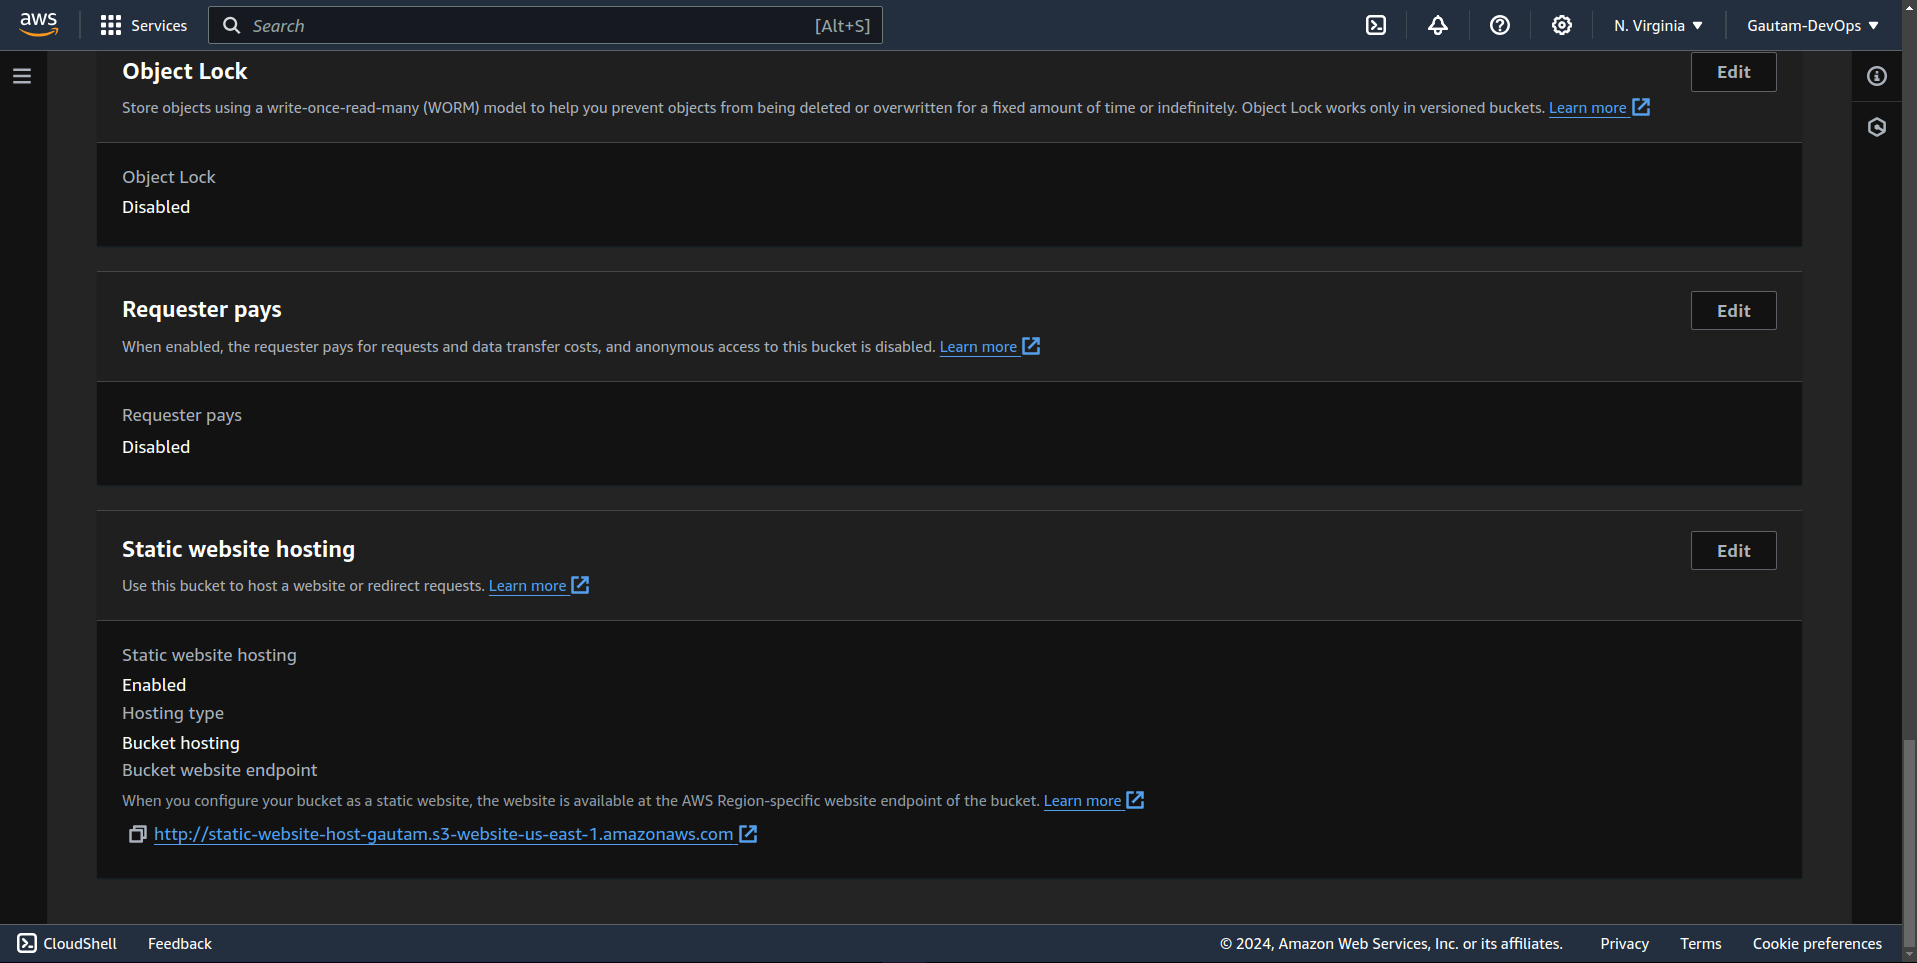 aws Services Search [Alt+S] N. Virginia Gautam-DevOps
Object Lock Edit
Store objects using a write-once-read-many (WORM) model to help you prevent objects from being deleted or overwritten for a fixed amount of time or indefinitely. Object Lock works only in versioned buckets. Learn more
Object Lock
Disabled
Requester pays Edit
When enabled, the requester pays for requests and data transfer costs, and anonymous access to this bucket is disabled. Learn more
Requester pays
Disabled
Static website hosting Edit
Use this bucket to host a website or redirect requests. Learn more
Static website hosting
Enabled
Hosting type
Bucket hosting
Bucket website endpoint
When you configure your bucket as a static website, the website is available at the AWS Region-specific website endpoint of the bucket. Learn more
http://static-website-host-gautam.s3-website-us-east-1.amazonaws.com
CloudShell Feedback © 2024, Amazon Web Services, Inc. or its affiliates. Privacy Terms Cookie preferences